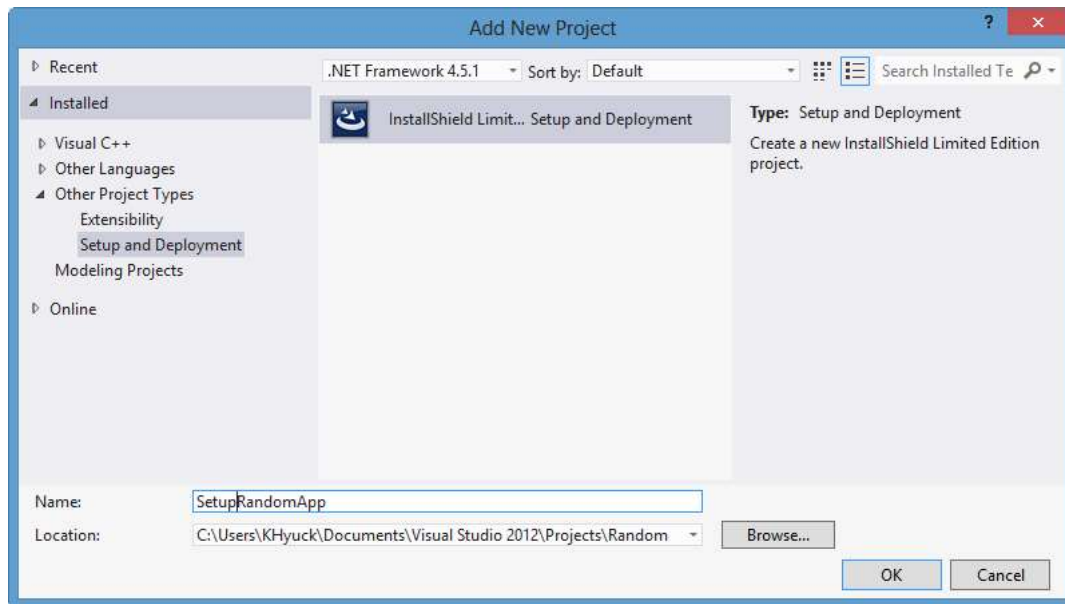 Add New Project
?
Recent
.NET Framework 4.5.1
Sort by: Default
Search Installed Te
Installed
Visual C++
Other Languages
Other Project Types
Extensibility
Setup and Deployment
Modeling Projects
Online
InstallShield Limit... Setup and Deployment
Type: Setup and Deployment
Create a new InstallShield Limited Edition
project.
Name: SetupRandomApp
Location: C:\Users\KHyuck\Documents\Visual Studio 2012\Projects\Random
Browse...
OK
Cancel